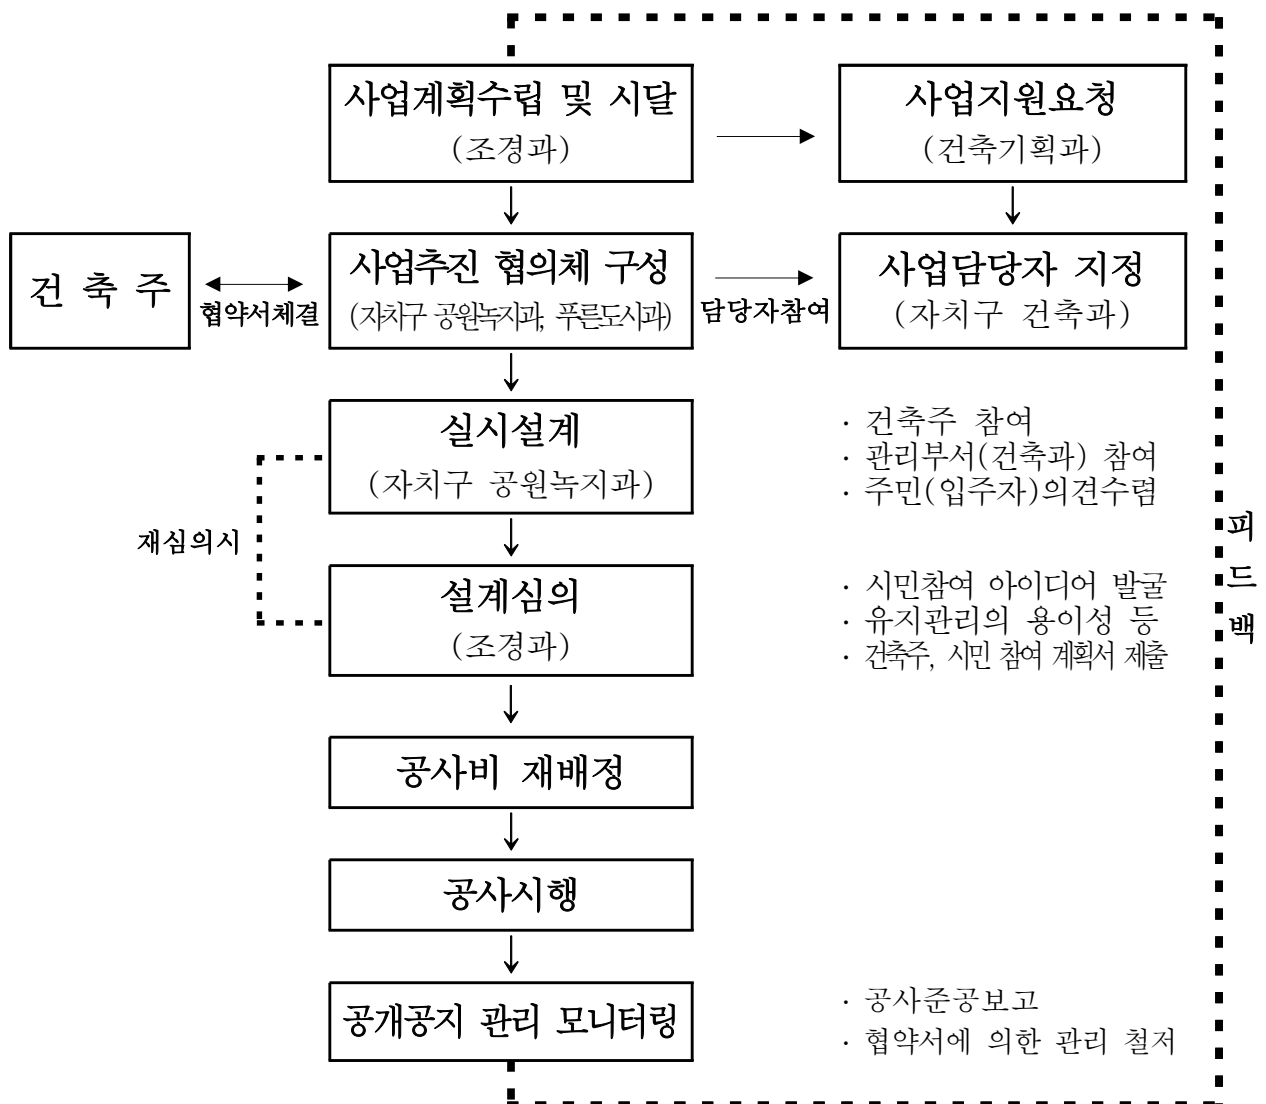 사업계획수립 및 시달
(조경과)
사업지원요청
(건축기획과)
건 축 주
협약서체결
사업추진 협의체 구성
(자치구 공원녹지과, 푸른도시과)
담당자참여
사업담당자 지정
(자치구 건축과)
실시설계
(자치구 공원녹지과)
· 건축주 참여
· 관리부서(건축과) 참여
· 주민(입주자)의견수렴
재심의시
피
드
백
설계심의
(조경과)
· 시민참여 아이디어 발굴
· 유지관리의 용이성 등
· 건축주, 시민 참여 계획서 제출
공사비 재배정
공사시행
공개공지 관리 모니터링
· 공사준공보고
· 협약서에 의한 관리 철저